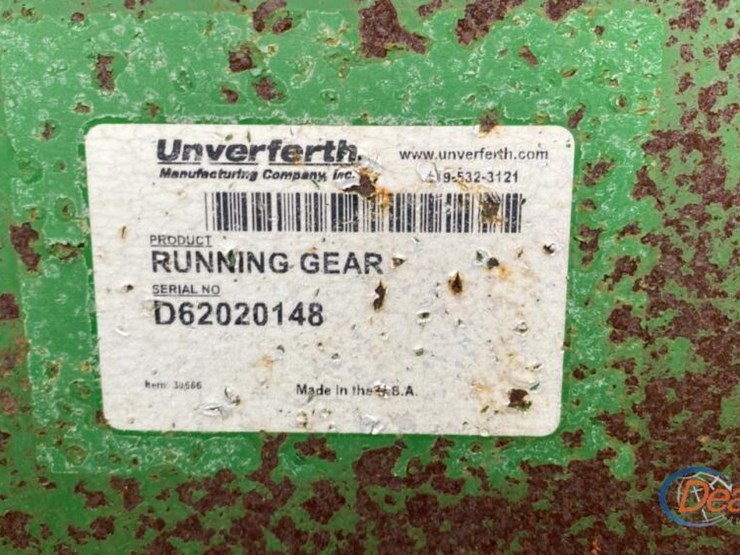 Unverferth.
Manufacturing Company, Inc.
www.unverferth.com
PRODUCT
RUNNING GEAR
SERIAL NO
D62020148
Made in the U.S.A.